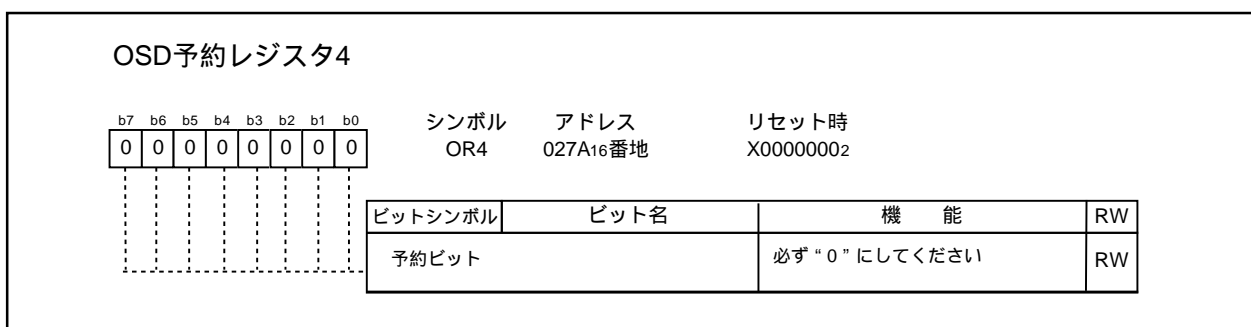 OSD予約レジスタ4
b7 b6 b5 b4 b3 b2 b1 b0 シンボル アドレス リセット時
0 0 0 0 0 0 0 0 OR4 027A16番地 X00000002
ビットシンボル ビット名 機 能 RW
予約ビット 必ず“0”にしてください RW